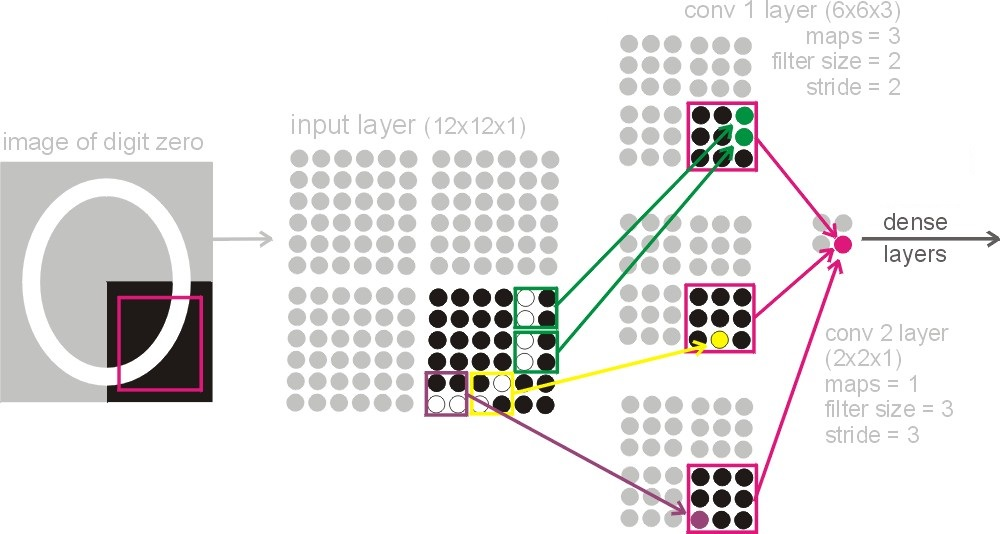 image of digit zero
input layer (12x12x1)
conv 1 layer (6x6x3)
maps = 3
filter size = 2
stride = 2
dense
layers
conv 2 layer
(2x2x1)
maps = 1
filter size = 3
stride = 3